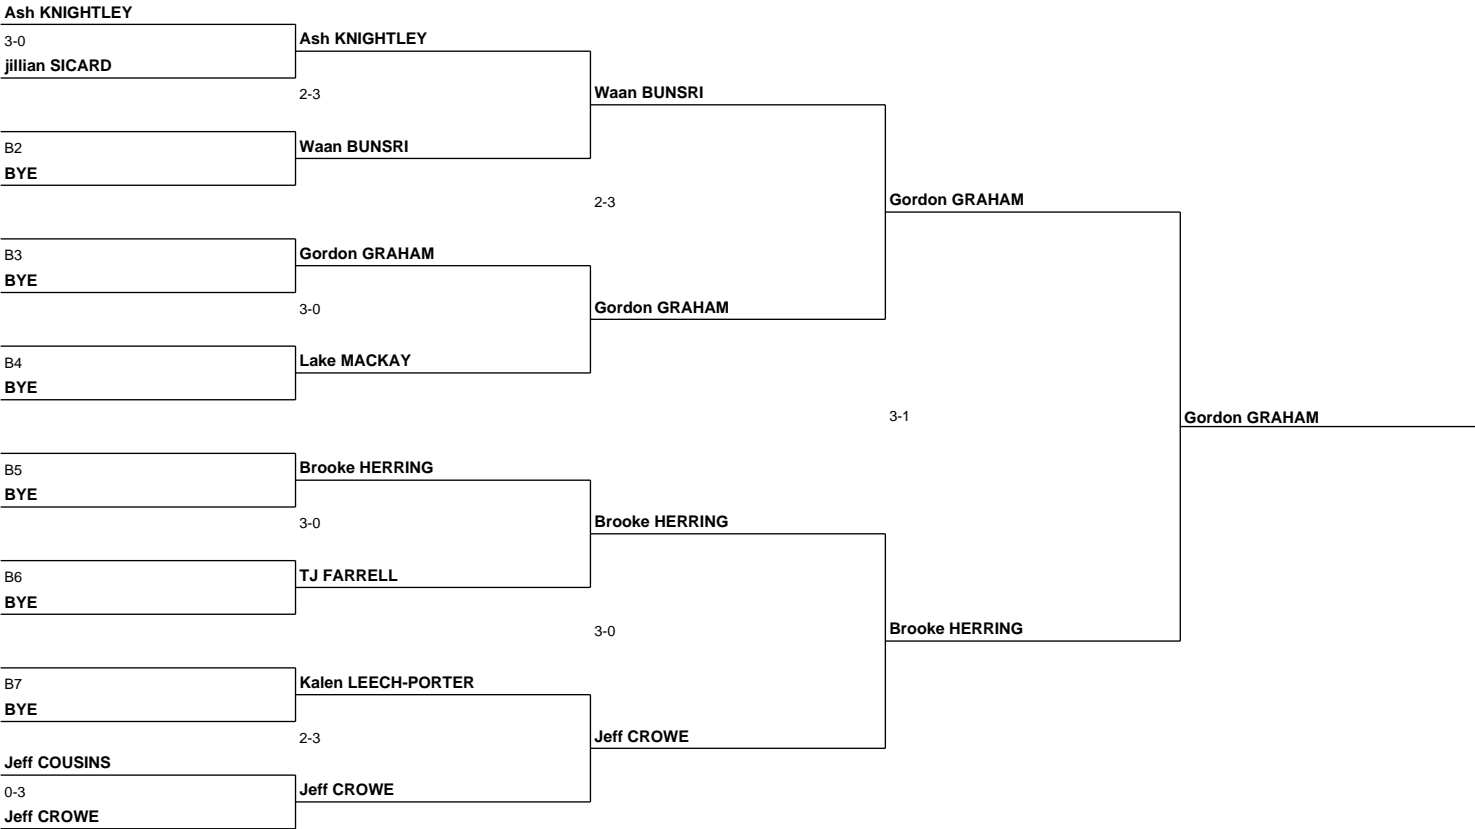 Ash KNIGHTLEY
3-0
jillian SICARD
B2
BYE
B3
BYE
B4
BYE
B5
BYE
B6
BYE
B7
BYE
Jeff COUSINS
0-3
Jeff CROWE
Ash KNIGHTLEY
2-3
Waan BUNSRI
Gordon GRAHAM
3-0
Lake MACKAY
Brooke HERRING
3-0
TJ FARRELL
Kalen LEECH-PORTER
2-3
Jeff CROWE
Waan BUNSRI
2-3
Gordon GRAHAM
Brooke HERRING
3-0
Jeff CROWE
Gordon GRAHAM
3-1
Brooke HERRING
Gordon GRAHAM